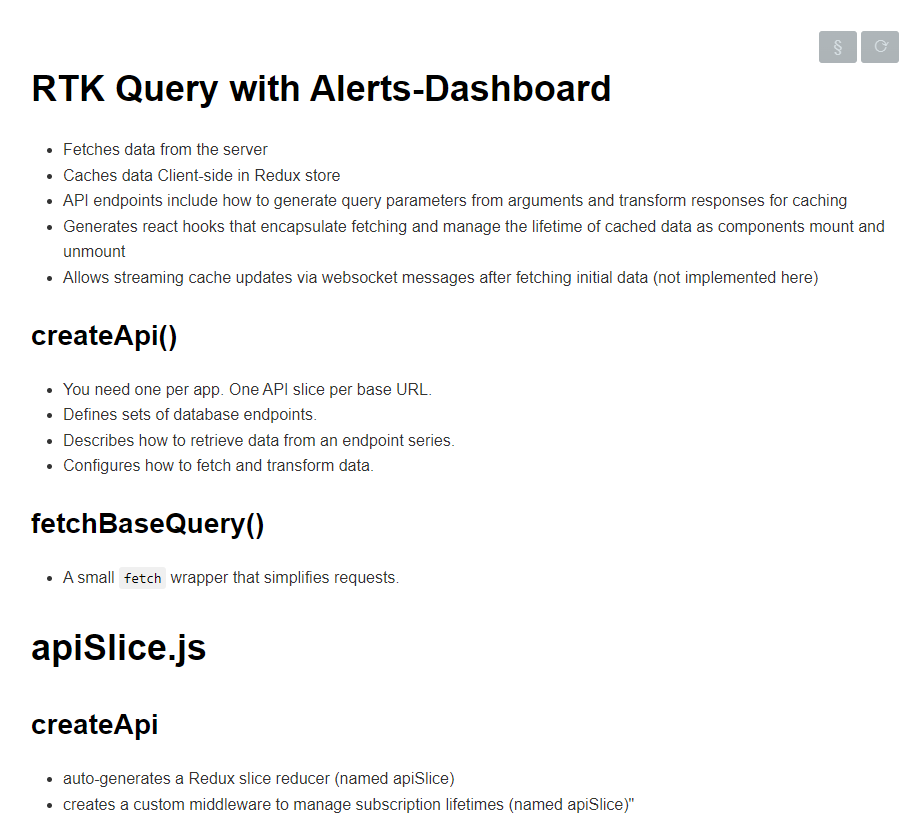 § ⟳
RTK Query with Alerts-Dashboard
• Fetches data from the server
• Caches data Client-side in Redux store
• API endpoints include how to generate query parameters from arguments and transform responses for caching
• Generates react hooks that encapsulate fetching and manage the lifetime of cached data as components mount and
unmount
• Allows streaming cache updates via websocket messages after fetching initial data (not implemented here)
createApi()
• You need one per app. One API slice per base URL.
• Defines sets of database endpoints.
• Describes how to retrieve data from an endpoint series.
• Configures how to fetch and transform data.
fetchBaseQuery()
• A small fetch wrapper that simplifies requests.
apiSlice.js
createApi
• auto-generates a Redux slice reducer (named apiSlice)
• creates a custom middleware to manage subscription lifetimes (named apiSlice)"